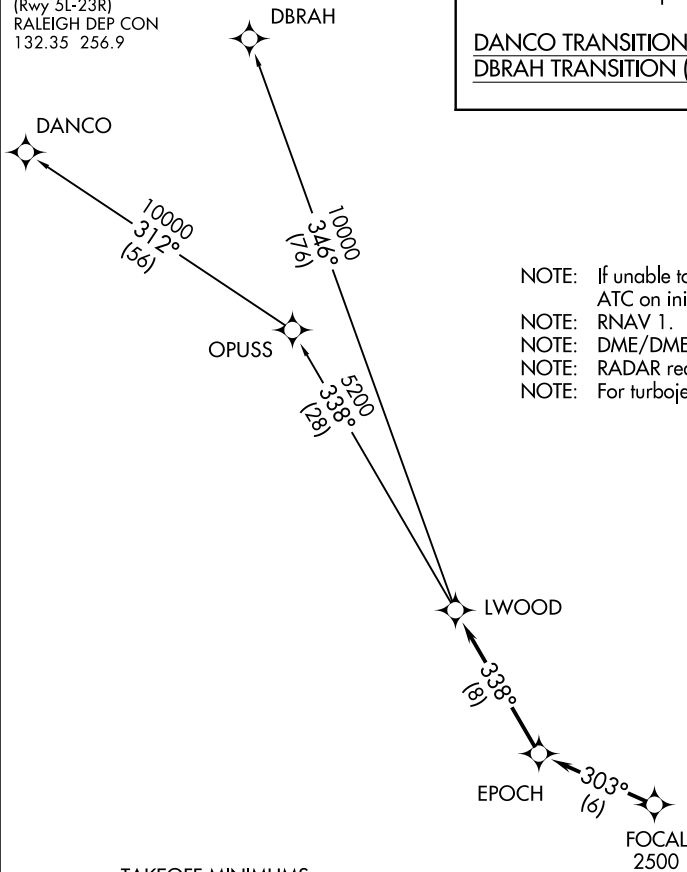 (Rwy 5L-23R)
RALEIGH DEP CON
132.35 256.9
DBRAH
DANCO TRANSITION
DBRAH TRANSITION (
DANCO
10000
312°
(56)
10000
346°
(76)
NOTE: If unable to
ATC on ini
NOTE: RNAV 1.
NOTE: DME/DME
NOTE: RADAR req
NOTE: For turboje
OPUSS
5200
338°
(28)
LWOOD
338°
(8)
EPOCH
303°
(6)
FOCAL
2500
TAKEOFF MINIMUMS